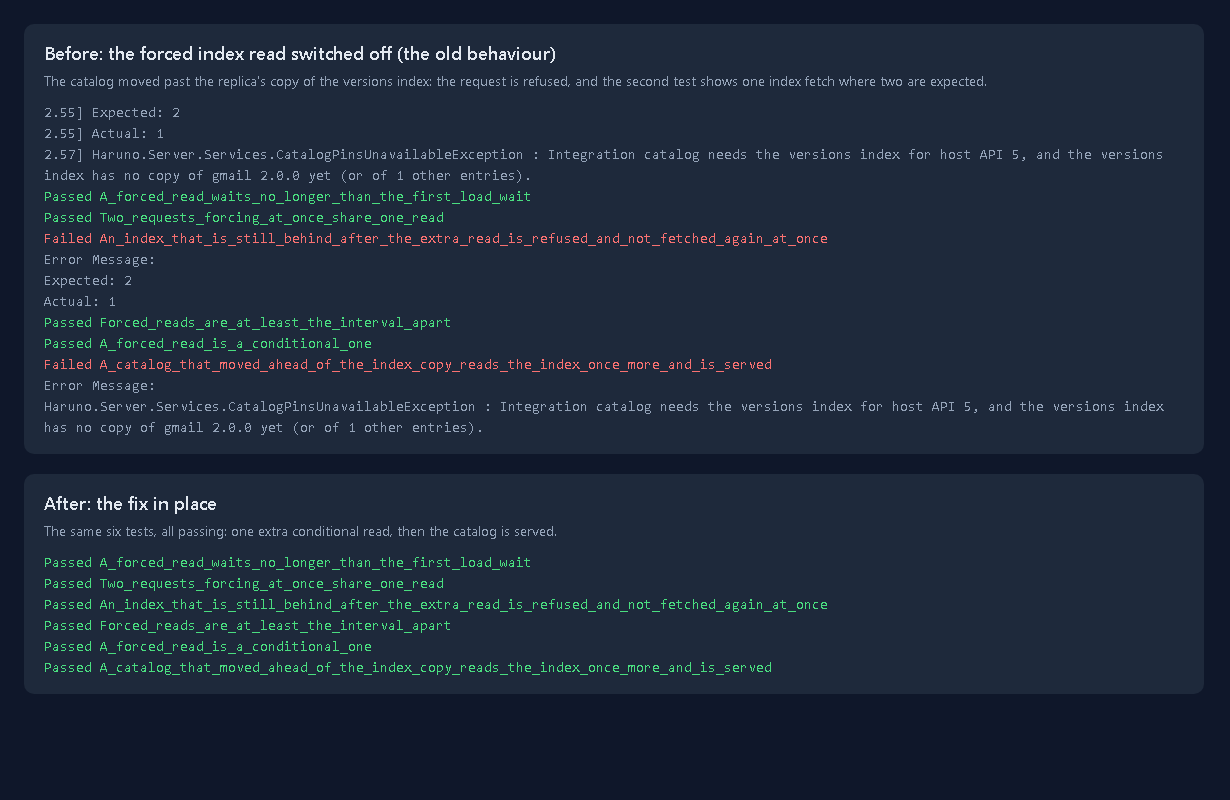 Before: the forced index read switched off (the old behaviour)
The catalog moved past the replica's copy of the versions index: the request is refused, and the second test shows one index fetch where two are expected.
2.55] Expected: 2
2.55] Actual: 1
2.57] Haruno.Server.Services.CatalogPinsUnavailableException : Integration catalog needs the versions index for host API 5, and the versions
index has no copy of gmail 2.0.0 yet (or of 1 other entries).
Passed A_forced_read_waits_no_longer_than_the_first_load_wait
Passed Two_requests_forcing_at_once_share_one_read
Failed An_index_that_is_still_behind_after_the_extra_read_is_refused_and_not_fetched_again_at_once
Error Message:
Expected: 2
Actual: 1
Passed Forced_reads_are_at_least_the_interval_apart
Passed A_forced_read_is_a_conditional_one
Failed A_catalog_that_moved_ahead_of_the_index_copy_reads_the_index_once_more_and_is_served
Error Message:
Haruno.Server.Services.CatalogPinsUnavailableException : Integration catalog needs the versions index for host API 5, and the versions index
has no copy of gmail 2.0.0 yet (or of 1 other entries).
After: the fix in place
The same six tests, all passing: one extra conditional read, then the catalog is served.
Passed A_forced_read_waits_no_longer_than_the_first_load_wait
Passed Two_requests_forcing_at_once_share_one_read
Passed An_index_that_is_still_behind_after_the_extra_read_is_refused_and_not_fetched_again_at_once
Passed Forced_reads_are_at_least_the_interval_apart
Passed A_forced_read_is_a_conditional_one
Passed A_catalog_that_moved_ahead_of_the_index_copy_reads_the_index_once_more_and_is_served